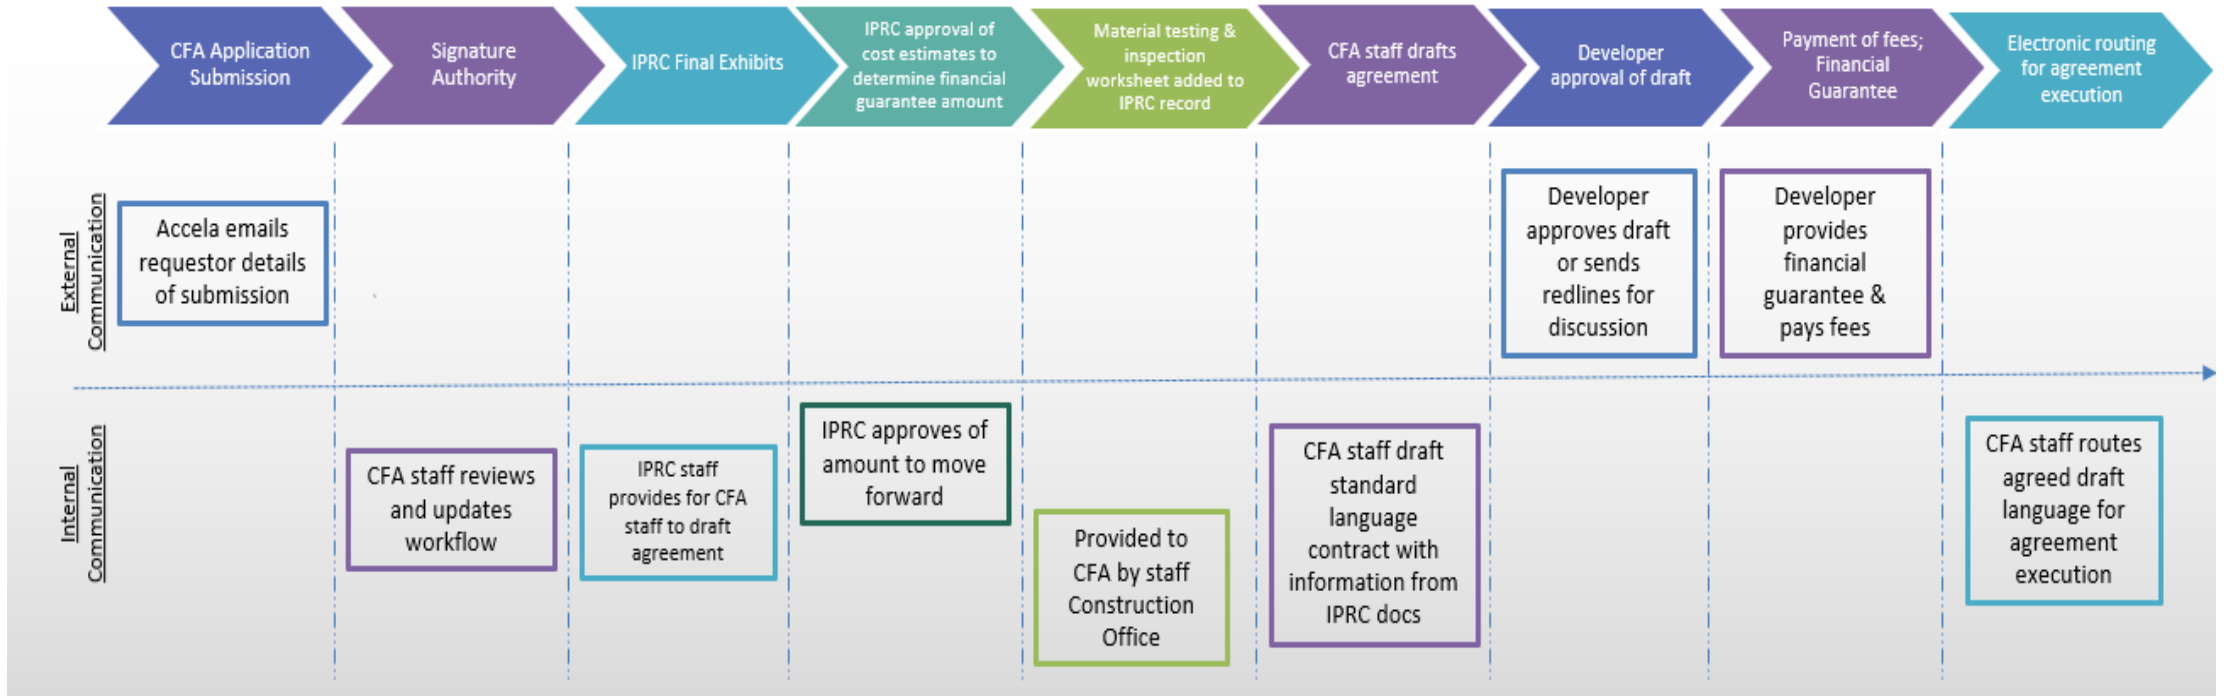 CFA Application
Submission
Signature
Authority
IPRC Final Exhibits
IPRC approval of
cost estimates to
determine financial
guarantee amount
Material testing &
inspection
worksheet added to
IPRC record
CFA staff drafts
agreement
Developer
approval of draft
Payment of fees;
Financial
Guarantee
Electronic routing
for agreement
execution
External
Communication
Accela emails
requestor details
of submission
Developer
approves draft
or sends
redlines for
discussion
Developer
provides
financial
guarantee &
pays fees
Internal
Communication
CFA staff reviews
and updates
workflow
IPRC staff
provides for CFA
staff to draft
agreement
IPRC approves of
amount to move
forward
Provided to
CFA by staff
Construction
Office
CFA staff draft
standard
language
contract with
information from
IPRC docs
CFA staff routes
agreed draft
language for
agreement
execution